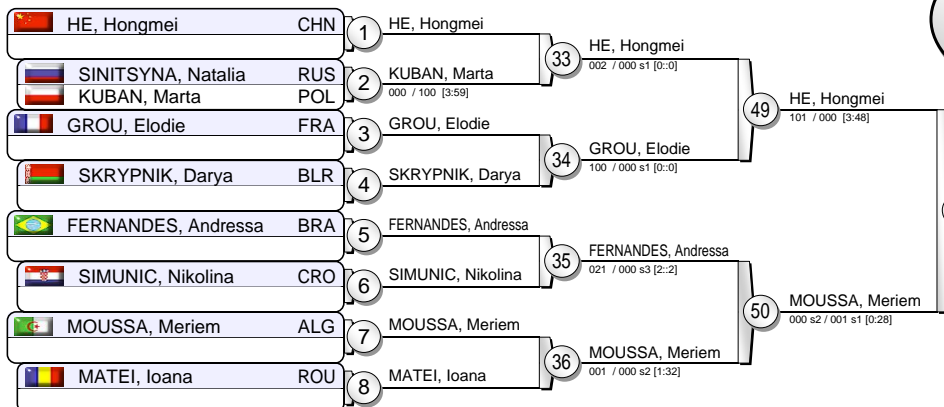 HE, Hongmei CHN
SINITSYNA, Natalia RUS
KUBAN, Marta POL
GROU, Elodie FRA
SKRYPNIK, Darya BLR
FERNANDES, Andressa BRA
SIMUNIC, Nikolina CRO
MOUSSA, Meriem ALG
MATEI, Ioana ROU
1 HE, Hongmei
2 KUBAN, Marta
000 / 100 [3:59]
3 GROU, Elodie
4 SKRYPNIK, Darya
5 FERNANDES, Andressa
6 SIMUNIC, Nikolina
7 MOUSSA, Meriem
8 MATEI, Ioana
33 HE, Hongmei
002 / 000 s1 [0::0]
34 GROU, Elodie
100 / 000 s1 [0::0]
35 FERNANDES, Andressa
021 / 000 s3 [2::2]
36 MOUSSA, Meriem
001 / 000 s2 [1:32]
49 HE, Hongmei
101 / 000 [3:48]
50 MOUSSA, Meriem
000 s2 / 001 s1 [0:28]